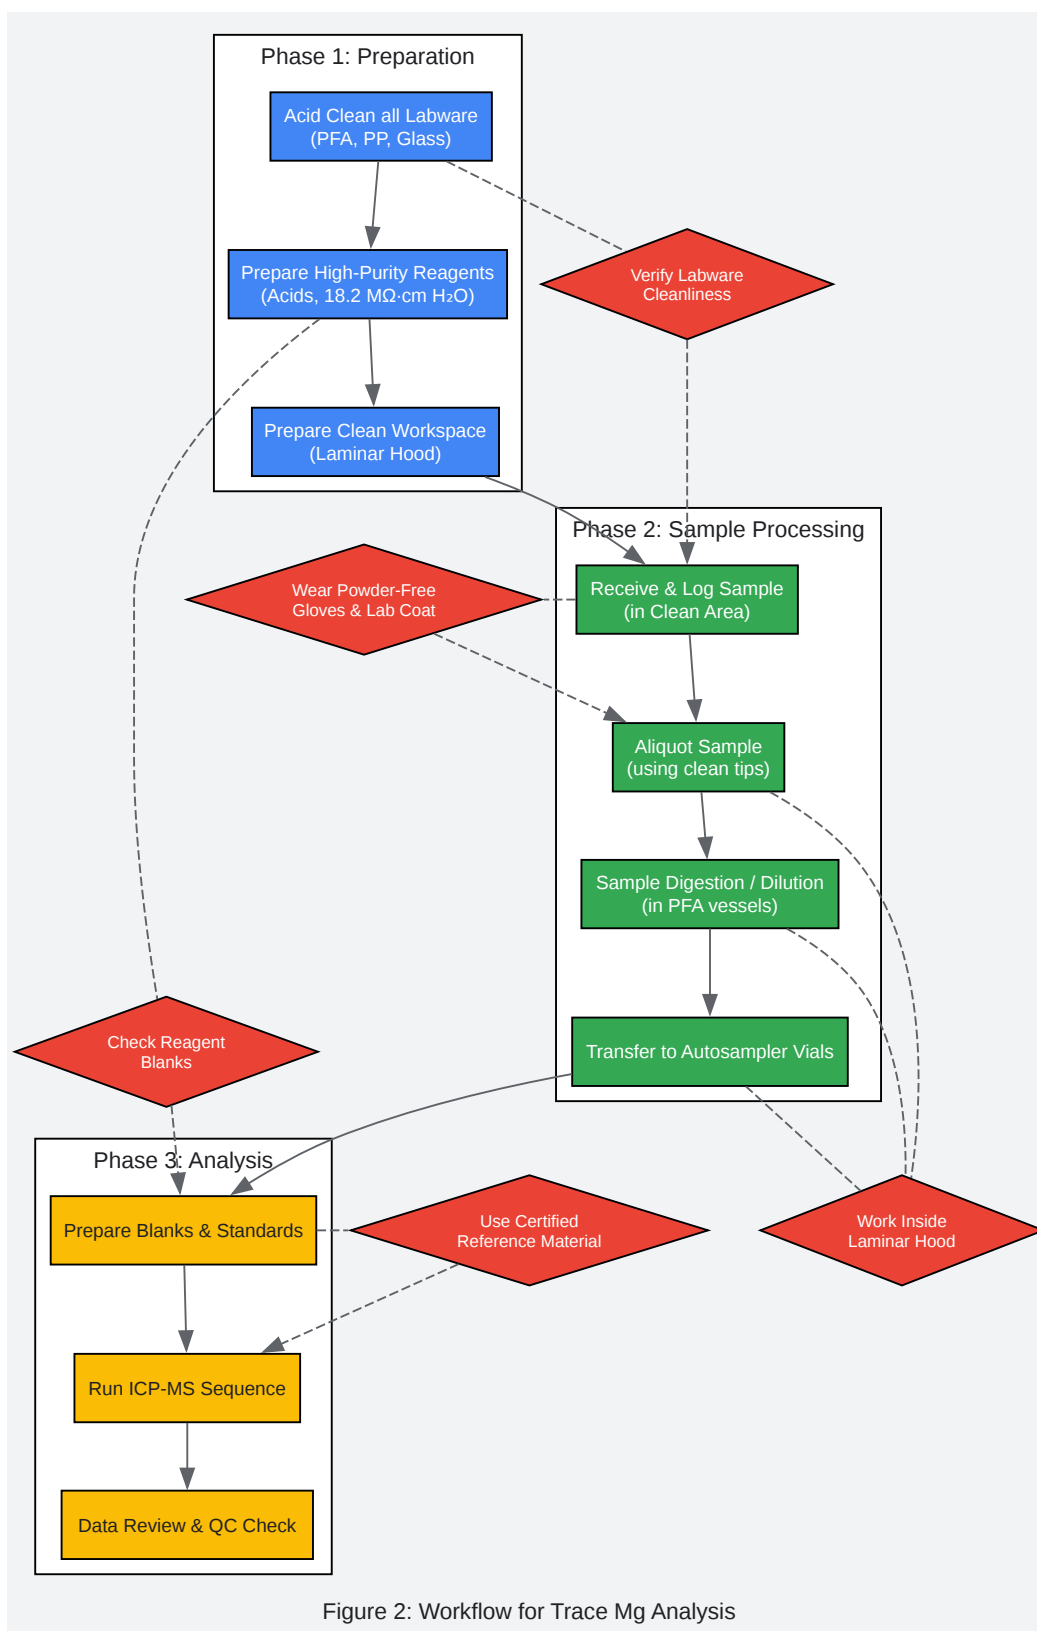 Phase 1: Preparation
Acid Clean all Labware
(PFA, PP, Glass)
Prepare High-Purity Reagents
(Acids, 18.2 MΩ·cm H₂O)
Verify Labware
Cleanliness
Prepare Clean Workspace
(Laminar Hood)
Phase 2: Sample Processing
Receive & Log Sample
(in Clean Area)
Wear Powder-Free
Gloves & Lab Coat
Aliquot Sample
(using clean tips)
Sample Digestion / Dilution
(in PFA vessels)
Transfer to Autosampler Vials
Check Reagent
Blanks
Phase 3: Analysis
Prepare Blanks & Standards
Use Certified
Reference Material
Work Inside
Laminar Hood
Run ICP-MS Sequence
Data Review & QC Check
Figure 2: Workflow for Trace Mg Analysis